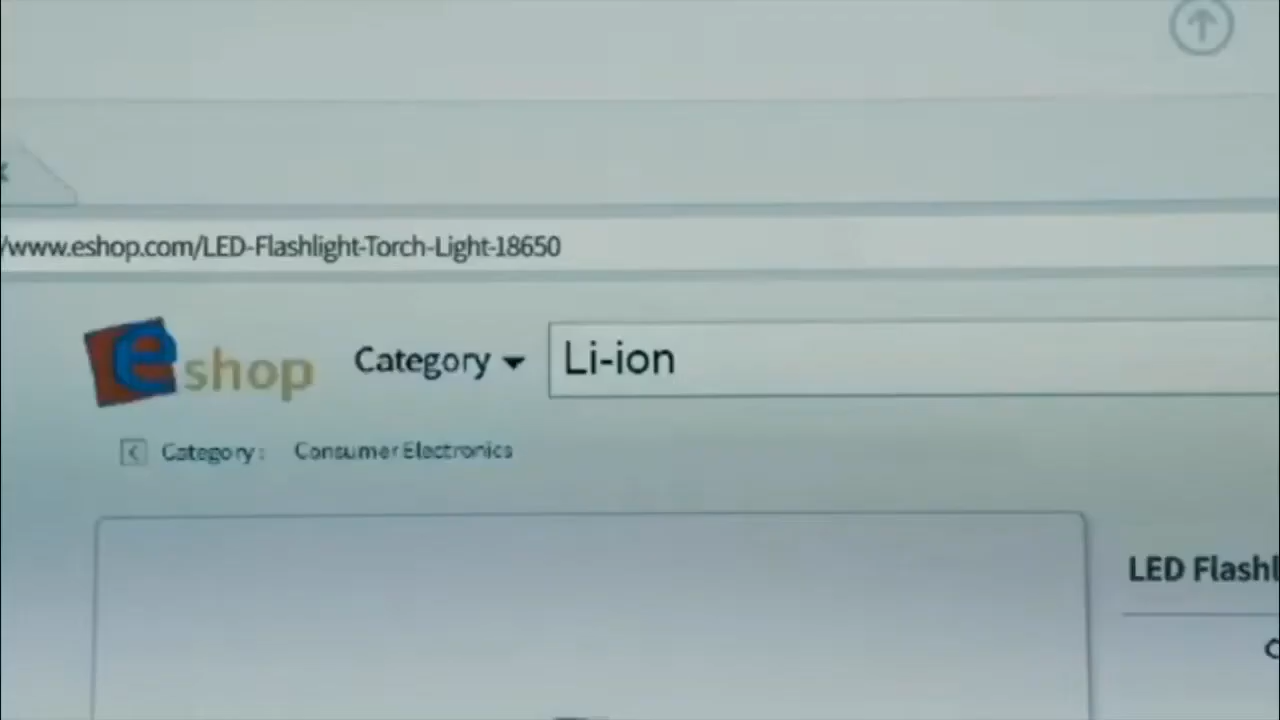 /www.eshop.com/LED-Flashlight-Torch-Light-18650
eshop
Category
Li-ion
Category :
Consumer Electronics
LED Flashl